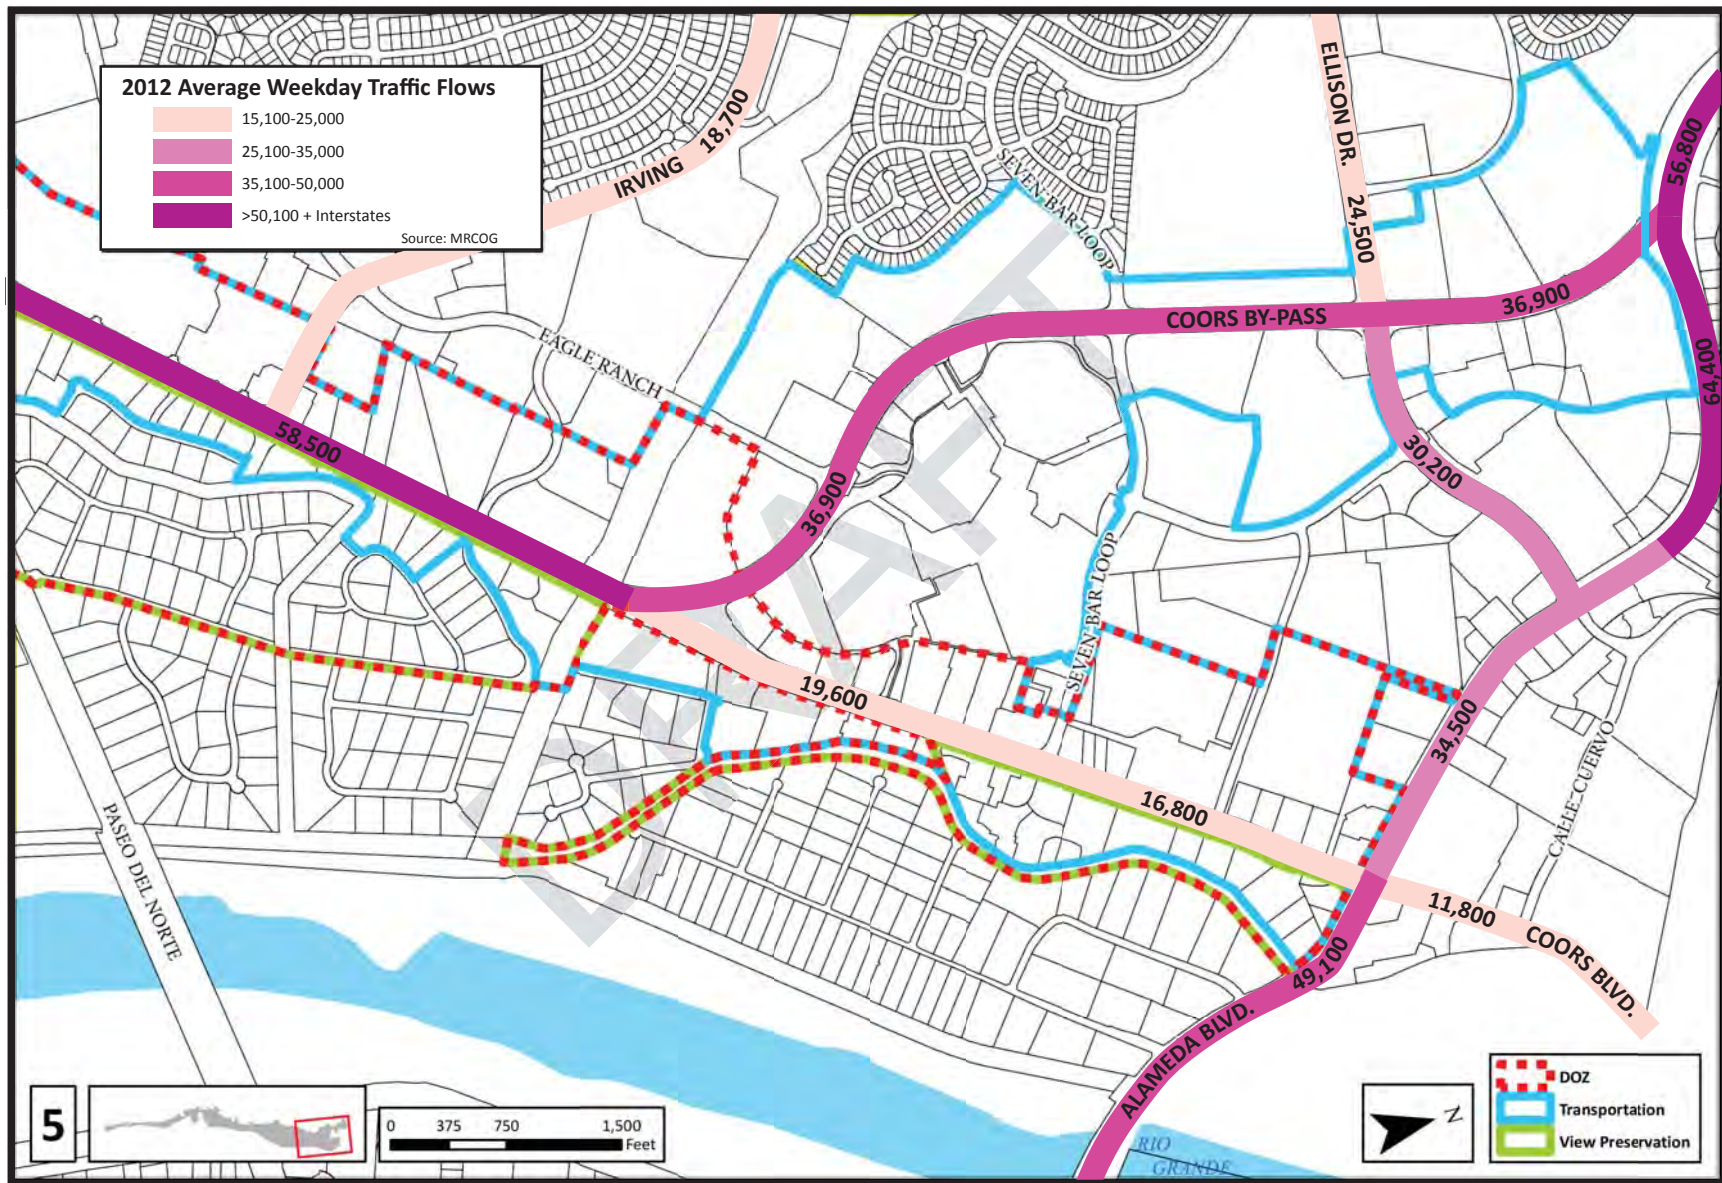 2012 Average Weekday Traffic Flows
15,100-25,000
25,100-35,000
35,100-50,000
>50,100 + Interstates
Source: MRCOG
IRVING 18,700
SEVEN BAR LOOP
ELLISON DR. 24,500
56,800
64,400
36,900
COORS BY-PASS
EAGLE RANCH
58,500
36,900
30,200
SEVEN BAR LOOP
19,600
34,500
16,800
CALLE CUERVO
PASEO DEL NORTE
11,800 COORS BLVD.
49,100
ALAMEDA BLVD.
DRAFT
RIO
GRANDE
5
0 375 750 1,500
Feet
N
DOZ
Transportation
View Preservation